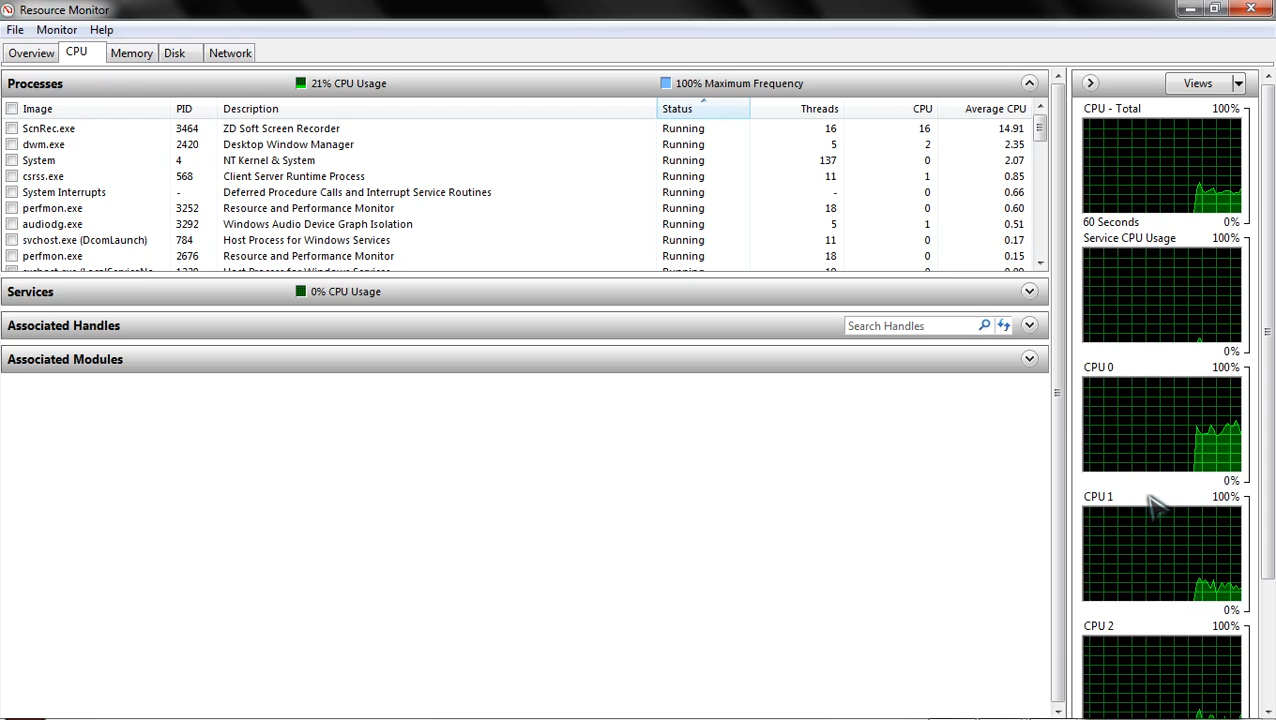 Resource Monitor
File Monitor Help
Overview CPU Memory Disk Network
Processes 21% CPU Usage 100% Maximum Frequency
Image PID Description Status Threads CPU Average CPU
ScnRec.exe 3464 ZD Soft Screen Recorder Running 16 16 14.91
dwm.exe 2420 Desktop Window Manager Running 5 2 2.35
System 4 NT Kernel & System Running 137 0 2.07
csrss.exe 568 Client Server Runtime Process Running 11 1 0.85
System Interrupts - Deferred Procedure Calls and Interrupt Service Routines Running - 0 0.66
perfmon.exe 3252 Resource and Performance Monitor Running 18 0 0.60
audiodg.exe 3292 Windows Audio Device Graph Isolation Running 5 1 0.51
svchost.exe (DcomLaunch) 784 Host Process for Windows Services Running 11 0 0.17
perfmon.exe 2676 Resource and Performance Monitor Running 18 0 0.15
Services 0% CPU Usage
Associated Handles Search Handles
Associated Modules
Views
CPU - Total 100%
60 Seconds 0%
Service CPU Usage 100%
0%
CPU 0 100%
0%
CPU 1 100%
0%
CPU 2 100%